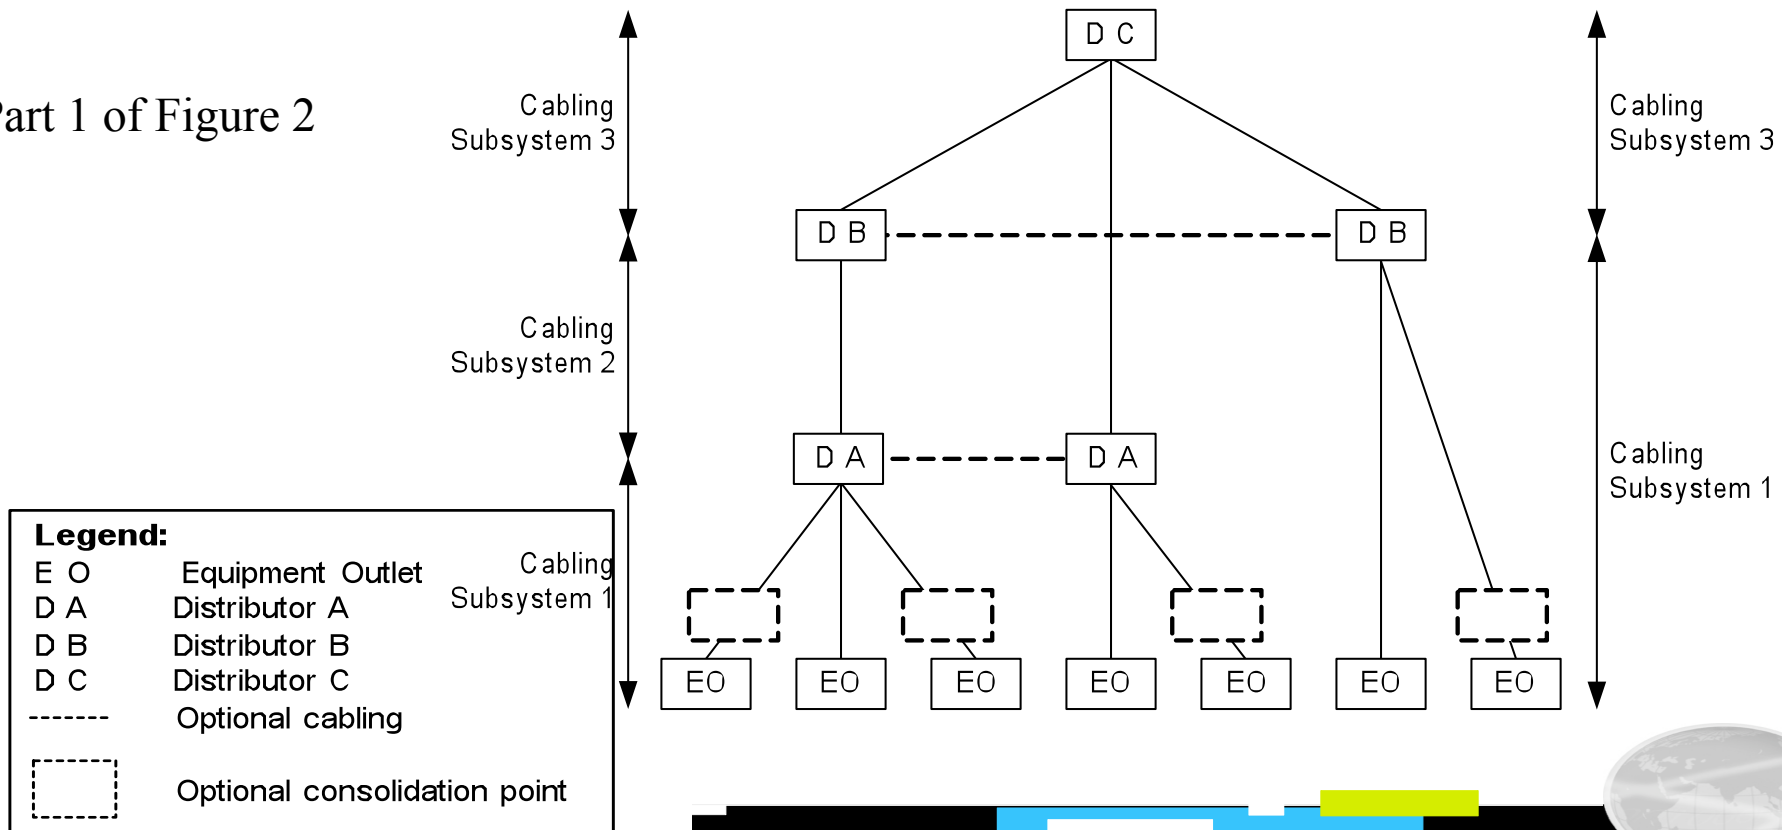 Part 1 of Figure 2
Cabling
Subsystem 3
Cabling
Subsystem 2
Cabling
Subsystem 1
D C
D B
D B
D A
D A
EO
EO
EO
EO
EO
EO
EO
Cabling
Subsystem 3
Cabling
Subsystem 1
Legend:
E O Equipment Outlet
D A Distributor A
D B Distributor B
D C Distributor C
Optional cabling
Optional consolidation point